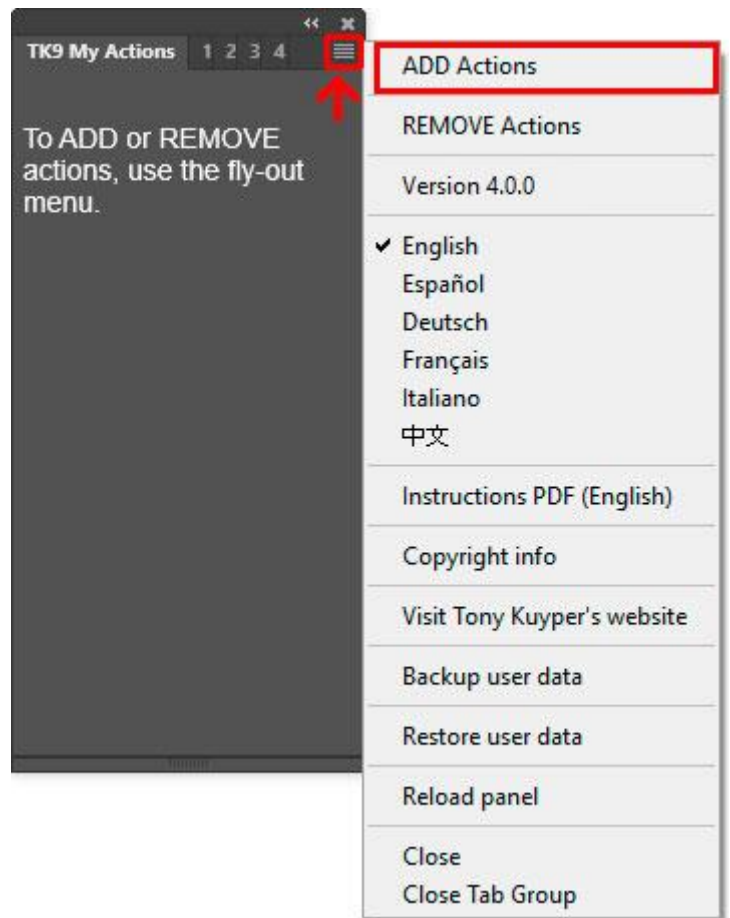 TK9 My Actions 1 2 3 4
To ADD or REMOVE
actions, use the fly-out
menu.
ADD Actions
REMOVE Actions
Version 4.0.0
English
Español
Deutsch
Français
Italiano
中文
Instructions PDF (English)
Copyright info
Visit Tony Kuyper's website
Backup user data
Restore user data
Reload panel
Close
Close Tab Group